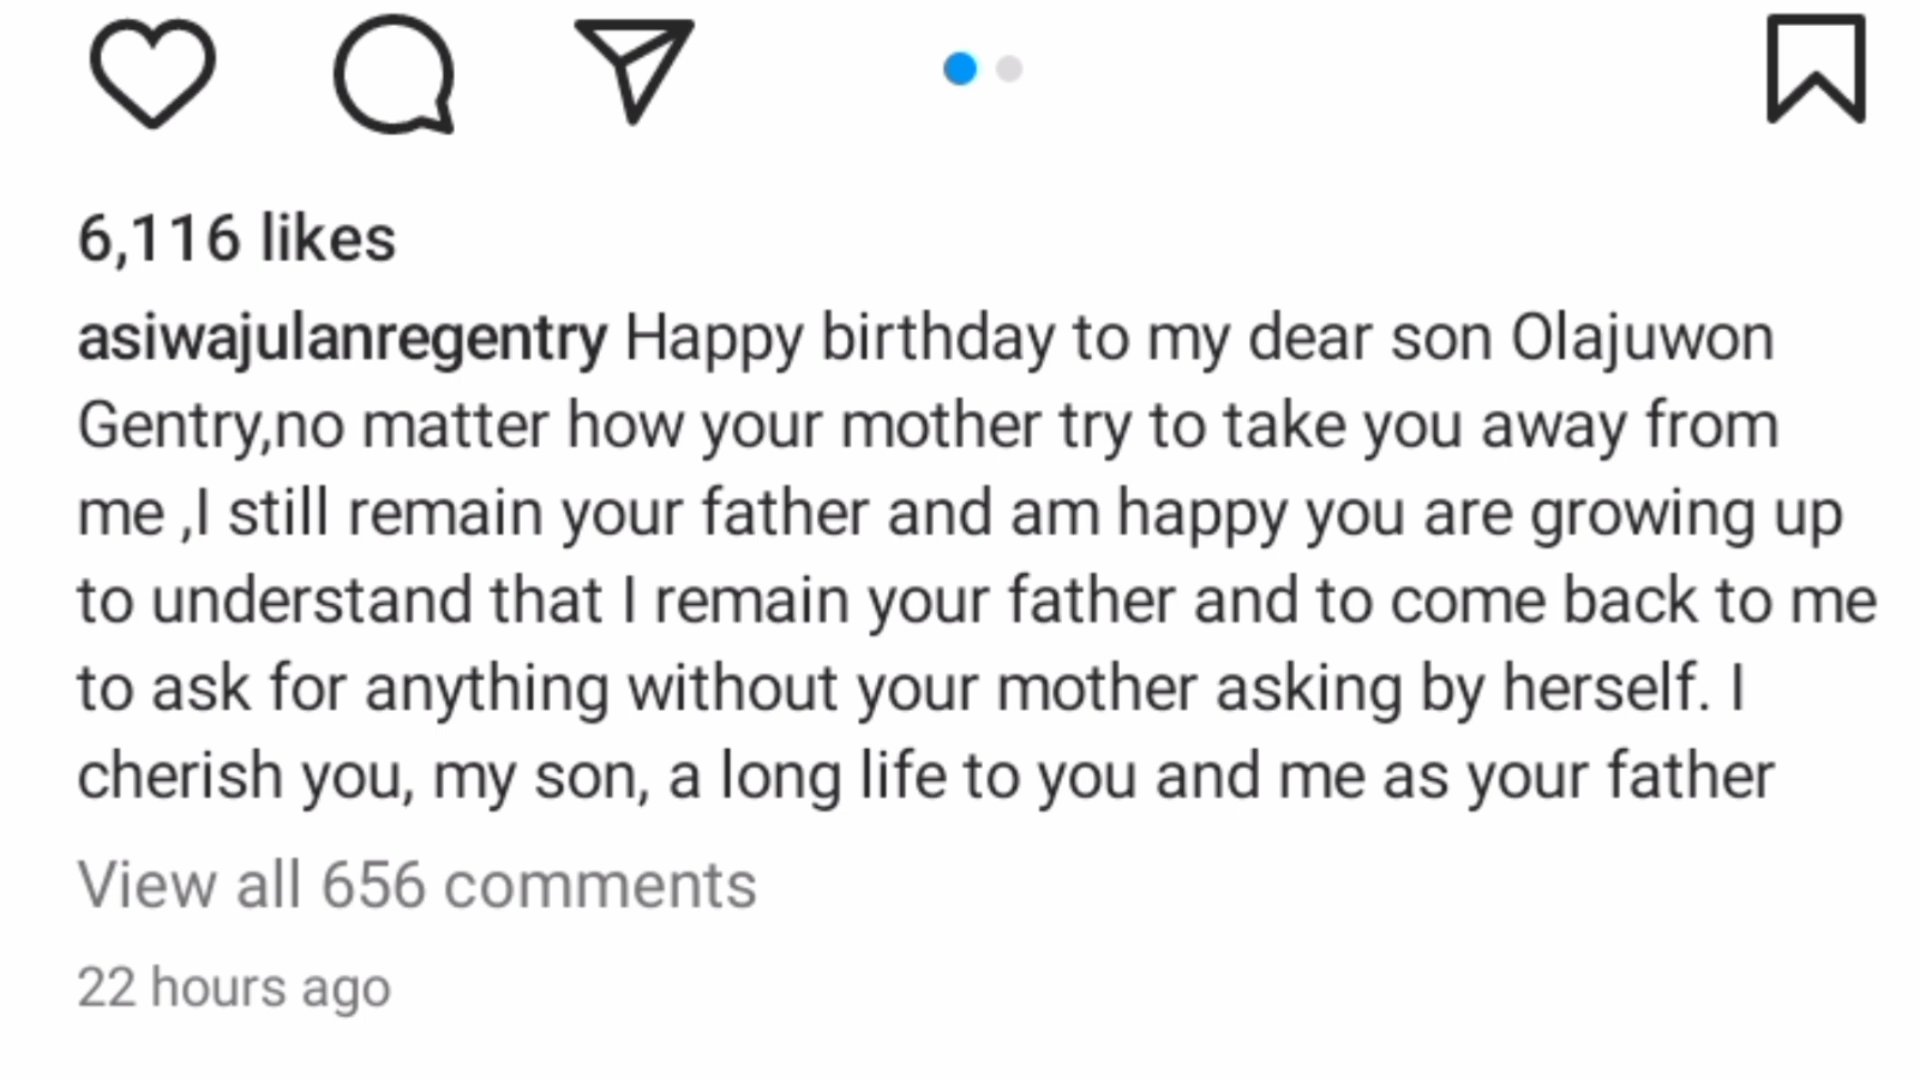 6,116 likes
asiwajulanregentry Happy birthday to my dear son Olajuwon
Gentry,no matter how your mother try to take you away from
me ,I still remain your father and am happy you are growing up
to understand that I remain your father and to come back to me
to ask for anything without your mother asking by herself. I
cherish you, my son, a long life to you and me as your father
View all 656 comments
22 hours ago